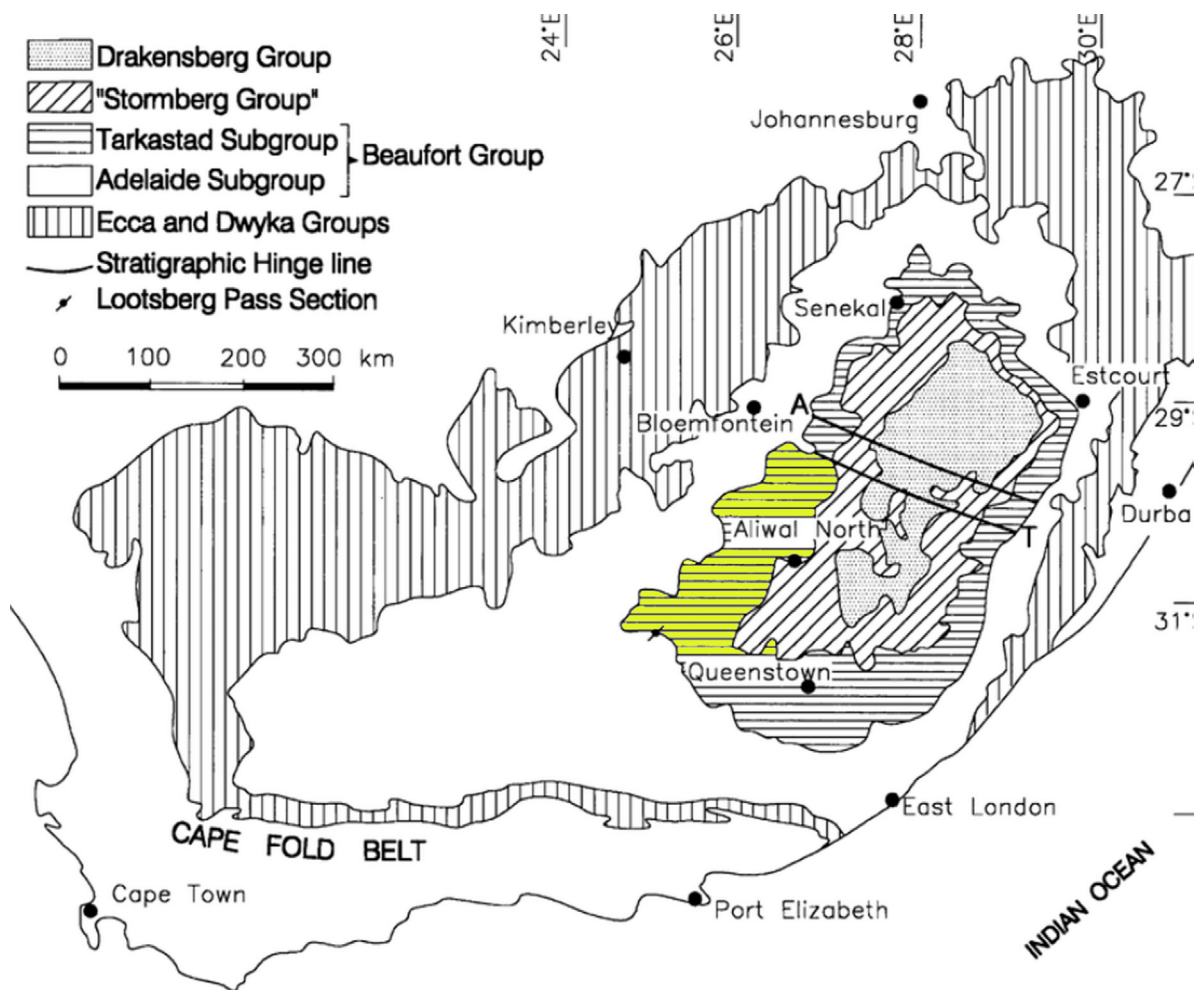 24°E
26°E
28°E
30°E
Drakensberg Group
"Stormberg Group"
Tarkastad Subgroup
Beaufort Group
Adelaide Subgroup
Ecca and Dwyka Groups
Stratigraphic Hinge line
Lootsberg Pass Section
0 100 200 300 km
Johannesburg
27°S
Senekal
Kimberley
Estcourt
29°S
A
Bloemfontein
Durba
Aliwal North
T
31°S
Queenstown
East London
CAPE FOLD BELT
Cape Town
Port Elizabeth
INDIAN OCEAN